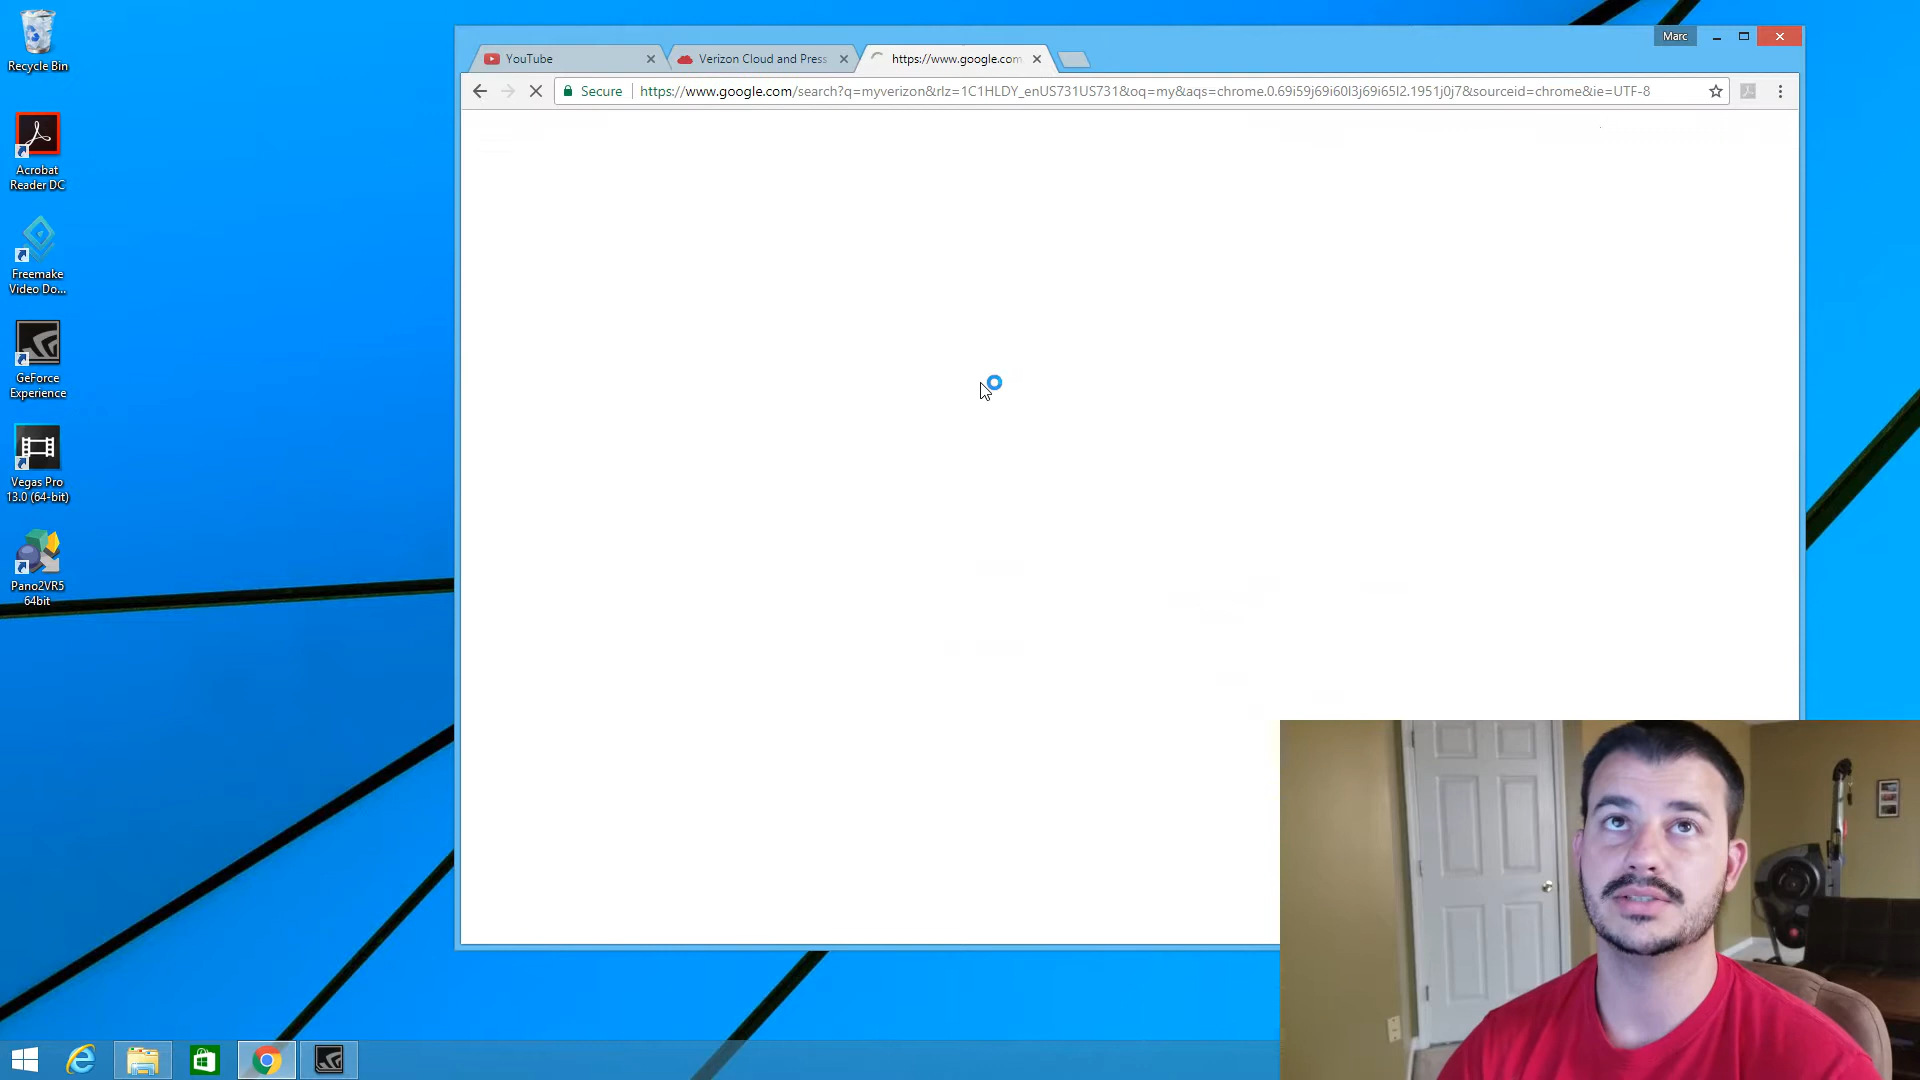 Recycle Bin
Acrobat
Reader DC
Freemake
Video Do...
GeForce
Experience
Vegas Pro
13.0 (64-bit)
Pano2VR5
64bit
Marc
YouTube
Verizon Cloud and Press
https://www.google.com
Secure
https://www.google.com/search?q=myverizon&rlz=1C1HLDY_enUS731US731&oq=my&aqs=chrome.0.69i59j69i60l3j69i65l2.1951j0j7&sourceid=chrome&ie=UTF-8